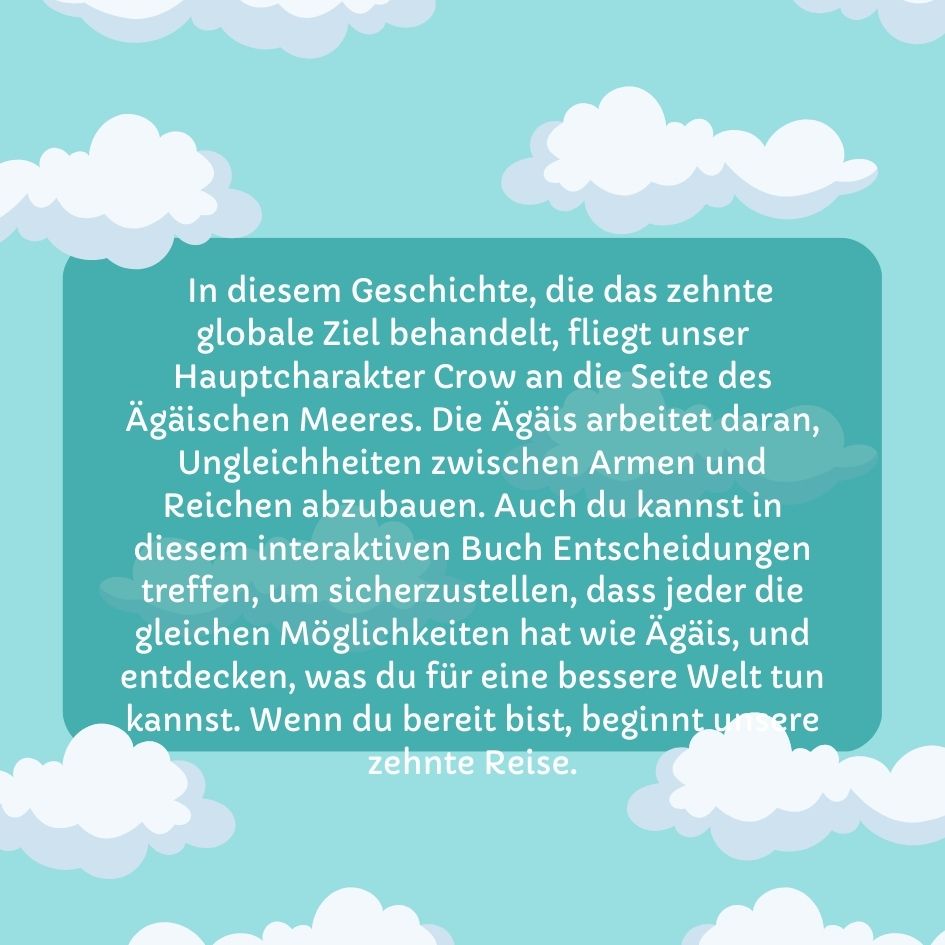 In diesem Geschichte, die das zehnte
globale Ziel behandelt, fliegt unser
Hauptcharakter Crow an die Seite des
Ägäischen Meeres. Die Ägäis arbeitet daran,
Ungleichheiten zwischen Armen und
Reichen abzubauen. Auch du kannst in
diesem interaktiven Buch Entscheidungen
treffen, um sicherzustellen, dass jeder die
gleichen Möglichkeiten hat wie Ägäis, und
entdecken, was du für eine bessere Welt tun
kannst. Wenn du bereit bist, beginnt unsere
zehnte Reise.